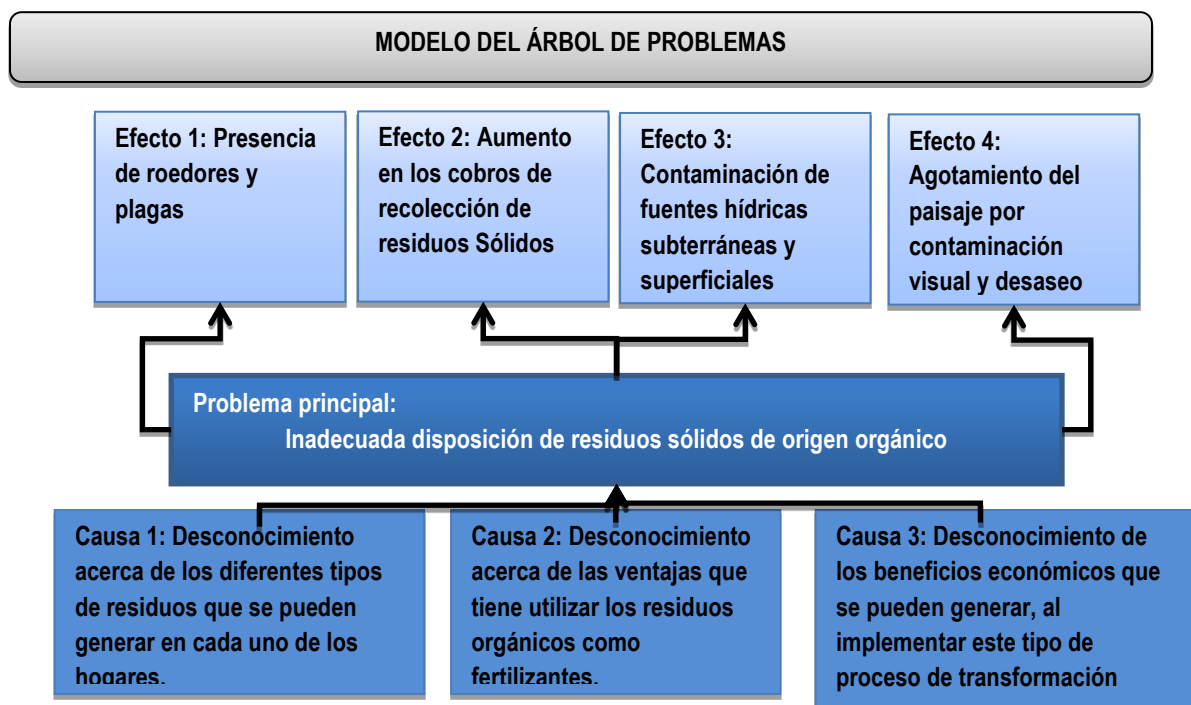 MODELO DEL ÁRBOL DE PROBLEMAS
Efecto 1: Presencia
de roedores y
plagas
Efecto 2: Aumento
en los cobros de
recolección de
residuos Sólidos
Efecto 3:
Contaminación de
fuentes hídricas
subterráneas y
superficiales
Efecto 4:
Agotamiento del
paisaje por
contaminación
visual y desaseo
Problema principal:
Inadecuada disposición de residuos sólidos de origen orgánico
Causa 1: Desconocimiento
acerca de los diferentes tipos
de residuos que se pueden
generar en cada uno de los
hogares.
Causa 2: Desconocimiento
acerca de las ventajas que
tiene utilizar los residuos
orgánicos como
fertilizantes.
Causa 3: Desconocimiento de
los beneficios económicos que
se pueden generar, al
implementar este tipo de
proceso de transformación